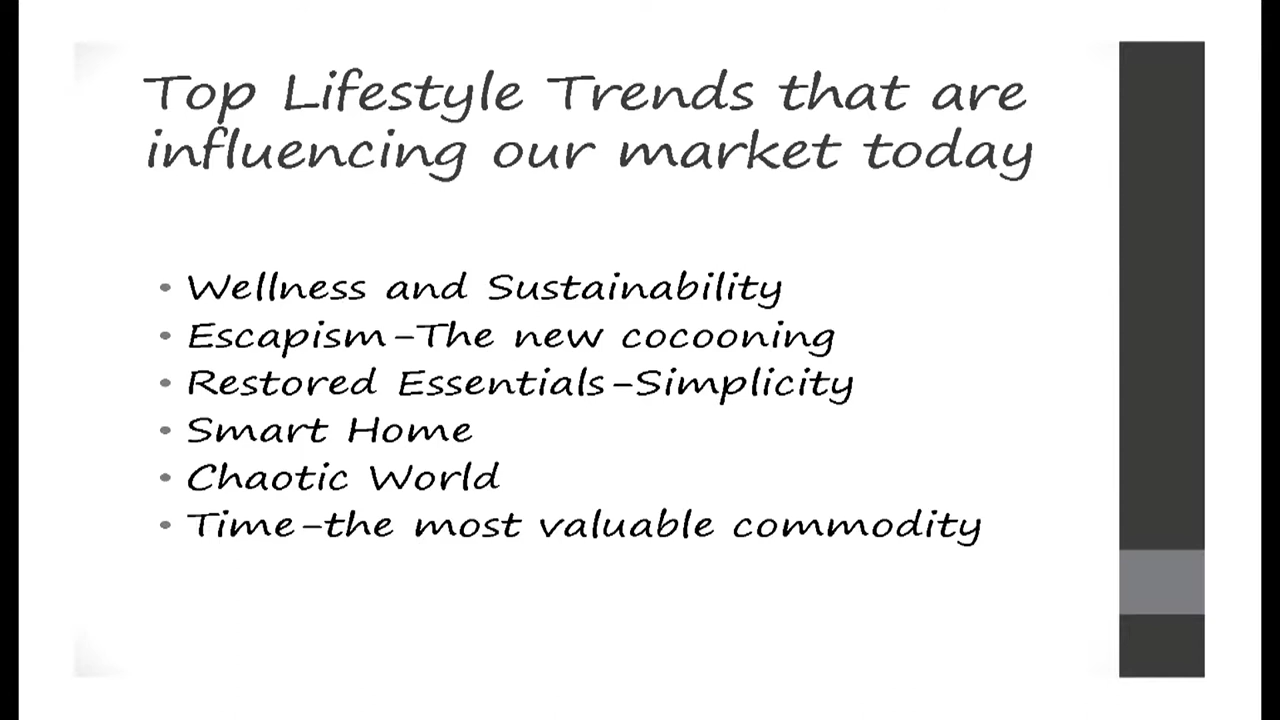 Top Lifestyle Trends that are
influencing our market today
• Wellness and Sustainability
• Escapism-The new cocooning
• Restored Essentials-Simplicity
• Smart Home
• Chaotic World
• Time-the most valuable commodity